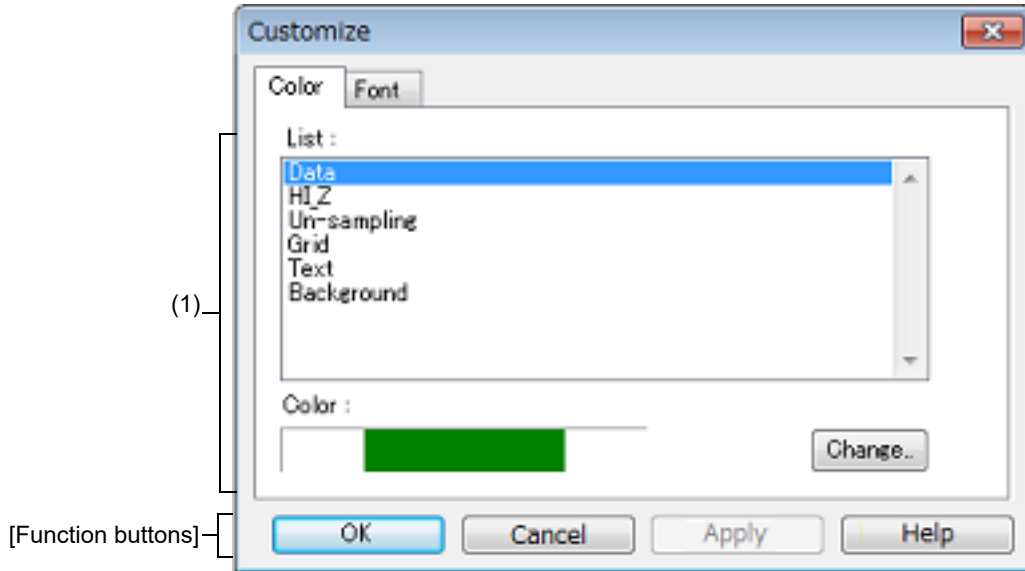 Customize
Color Font
List :
Data
HI_Z
Un-sampling
Grid
Text
Background
(1)
Color :
Change..
[Function buttons]
OK Cancel Apply Help